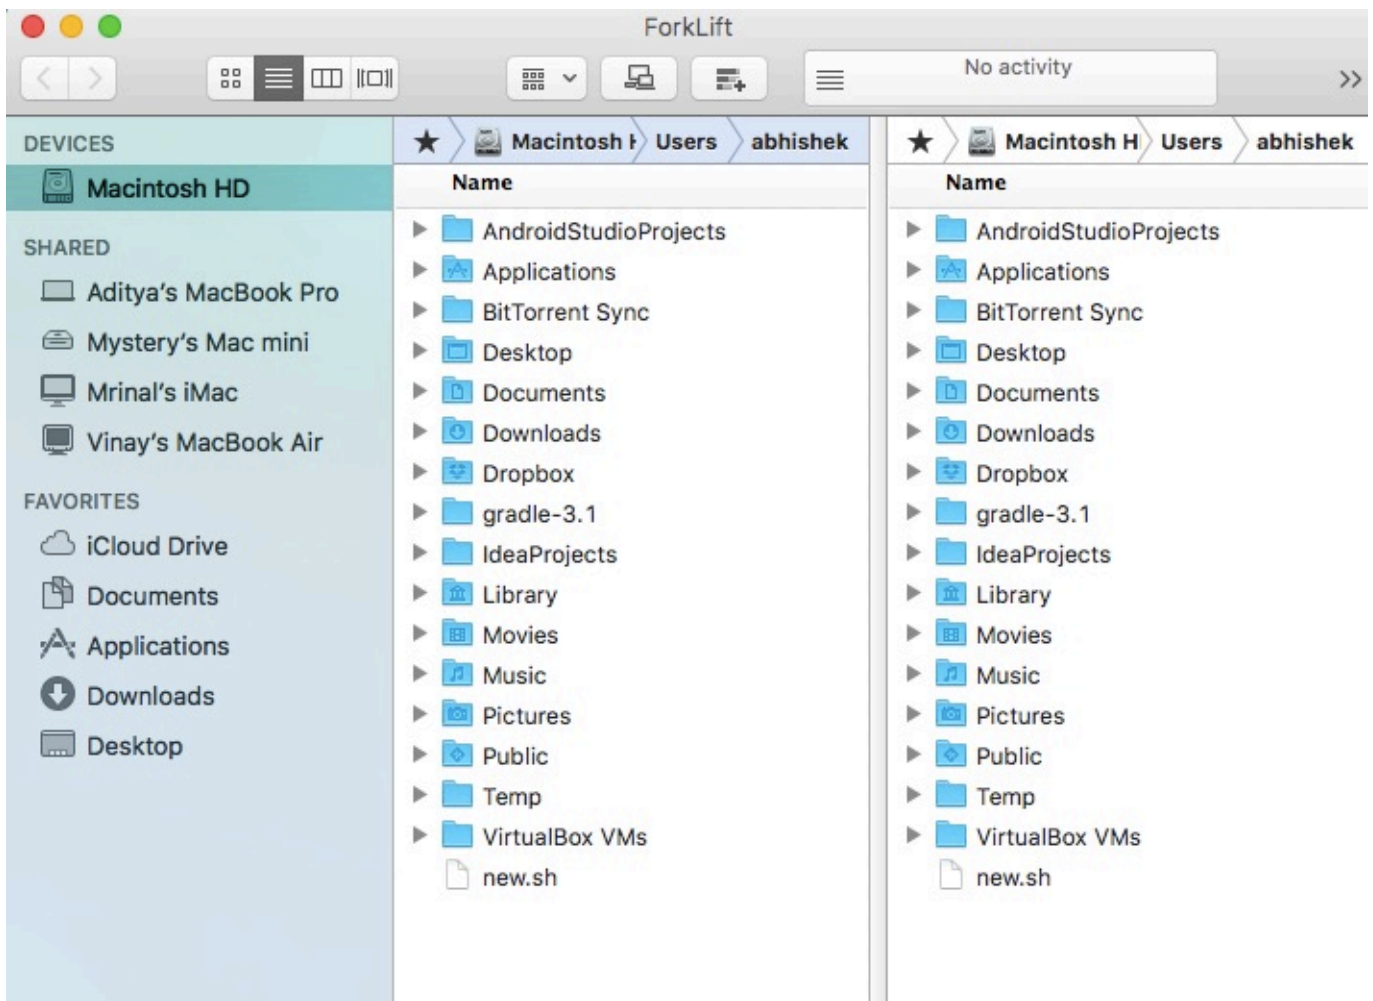 ForkLift
No activity
DEVICES
Macintosh HD
SHARED
Aditya's MacBook Pro
Mystery's Mac mini
Mrinal's iMac
Vinay's MacBook Air
FAVORITES
iCloud Drive
Documents
Applications
Downloads
Desktop
Macintosh H Users abhishek
Name
AndroidStudioProjects
Applications
BitTorrent Sync
Desktop
Documents
Downloads
Dropbox
gradle-3.1
IdeaProjects
Library
Movies
Music
Pictures
Public
Temp
VirtualBox VMs
new.sh
Macintosh H Users abhishek
Name
AndroidStudioProjects
Applications
BitTorrent Sync
Desktop
Documents
Downloads
Dropbox
gradle-3.1
IdeaProjects
Library
Movies
Music
Pictures
Public
Temp
VirtualBox VMs
new.sh